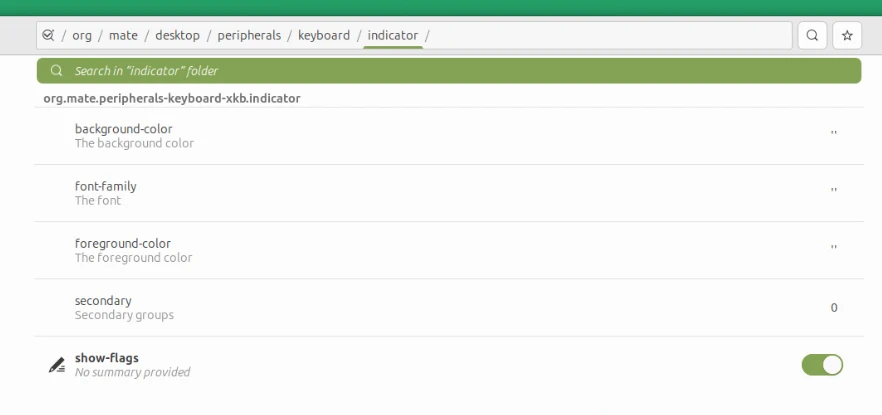 / org / mate / desktop / peripherals / keyboard / indicator /
Search in “indicator” folder
org.mate.peripherals-keyboard-xkb.indicator
background-color
The background color
''
font-family
The font
''
foreground-color
The foreground color
''
secondary
Secondary groups
0
show-flags
No summary provided